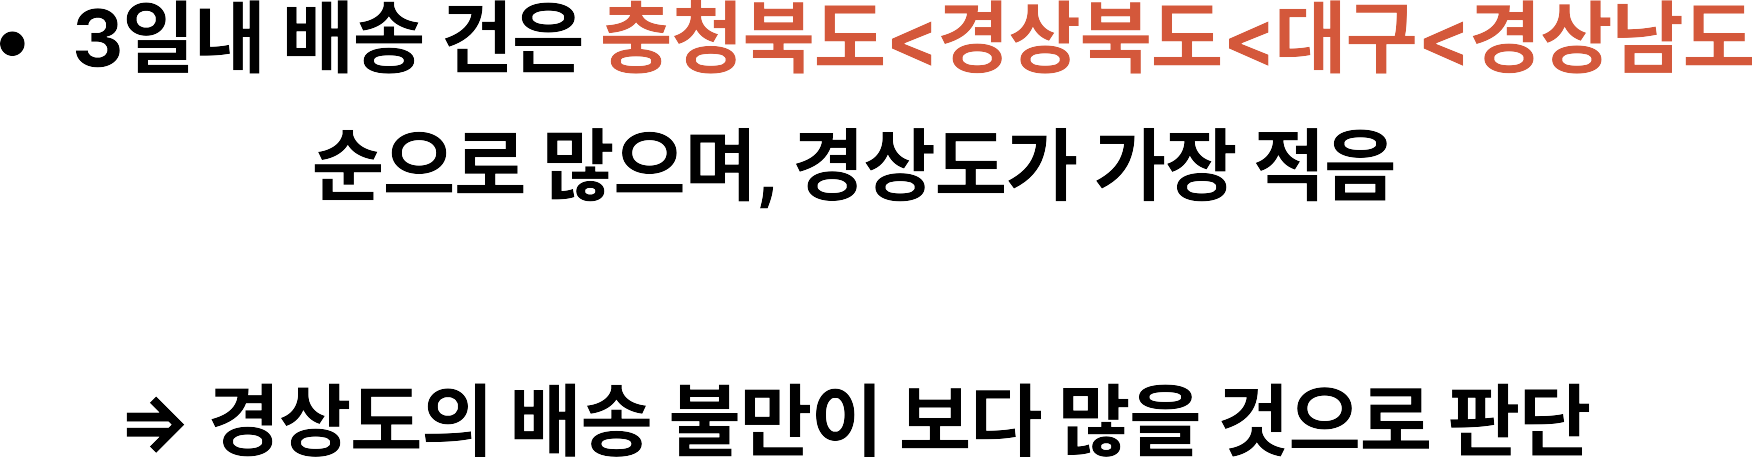 • 3일내 배송 건은 충청북도<경상북도<대구<경상남도
순으로 많으며, 경상도가 가장 적음
⇒ 경상도의 배송 불만이 보다 많을 것으로 판단